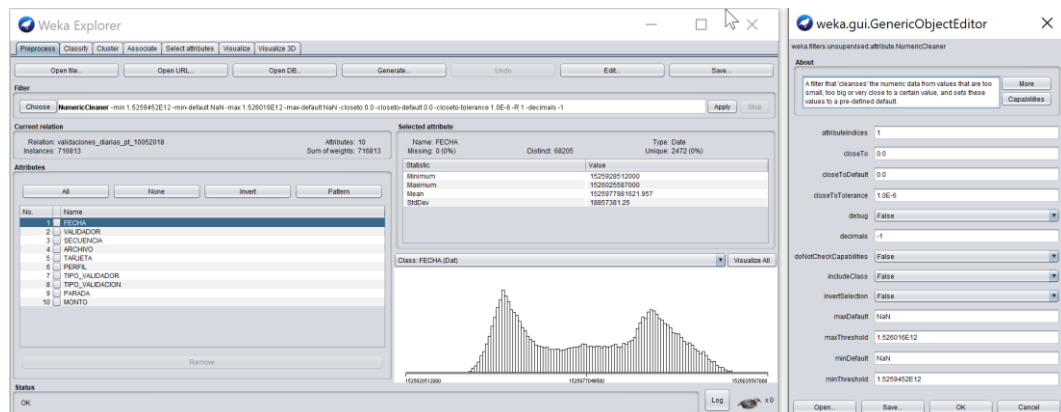 Weka Explorer
Preprocess Classify Cluster Associate Select attributes Visualize Visualize 3D
Open file... Open URL... Open DB... Generate... Undo Edit... Save...
Filter
Choose NumericCleaner -min 1.5259452E12 -min-default NaN -max 1.526016E12 -max-default NaN -closeto 0.0 -closeto-default 0.0 -closeto-tolerance 1.0E-6 -R 1 -decimals -1 Apply Stop
Current relation
Relation: validaciones_diarias_pt_10052018 Attributes: 10
Instances: 716813 Sum of weights: 716813
Attributes
All None Invert Pattern
No. Name
1 FECHA
2 VALIDADOR
3 SECUENCIA
4 ARCHIVO
5 TARJETA
6 PERFIL
7 TIPO_VALIDADOR
8 TIPO_VALIDACION
9 PARADA
10 MONTO
Remove
Selected attribute
Name: FECHA Type: Date
Missing: 0 (0%) Distinct: 68205 Unique: 2472 (0%)
Statistic Value
Minimum 1525928512000
Maximum 1526025587000
Mean 1525977981621.957
StdDev 18857381.25
Class: FECHA (Dat) Visualize All
1525928512000 1525977049500 1526025587000
Status
OK Log x 0
weka.gui.GenericObjectEditor
weka.filters.unsupervised.attribute.NumericCleaner
About
A filter that 'cleanses' the numeric data from values that are too
small, too big or very close to a certain value, and sets these
values to a pre-defined default.
More
Capabilities
attributeIndices 1
closeTo 0.0
closeToDefault 0.0
closeToTolerance 1.0E-6
debug False
decimals -1
doNotCheckCapabilities False
includeClass False
invertSelection False
maxDefault NaN
maxThreshold 1.526016E12
minDefault NaN
minThreshold 1.5259452E12
Open... Save... OK Cancel